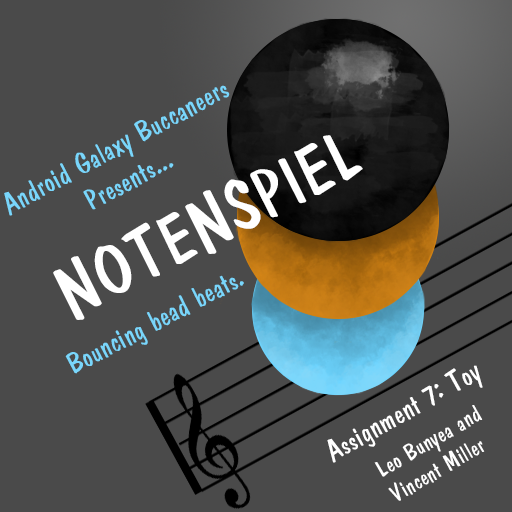 Android Galaxy Buccaneers
Presents...
NOTENSPIEL
Bouncing bead beats.
Assignment 7: Toy
Leo Bunyea and
Vincent Miller